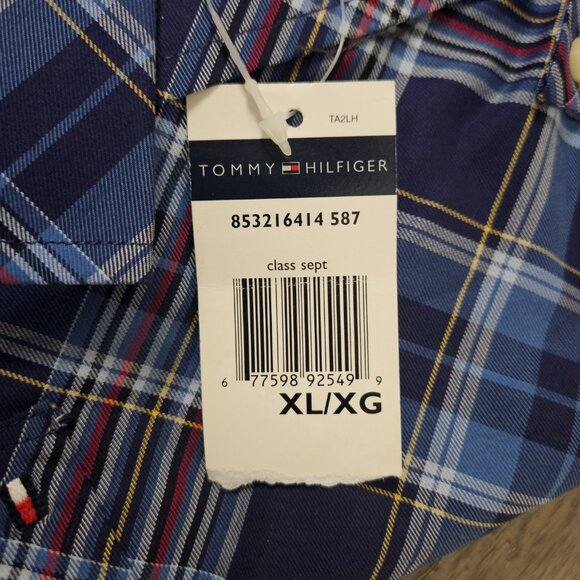 TA2LH
TOMMY HILFIGER
853216414 587
class sept
6 77598 92549 9
XL/XG